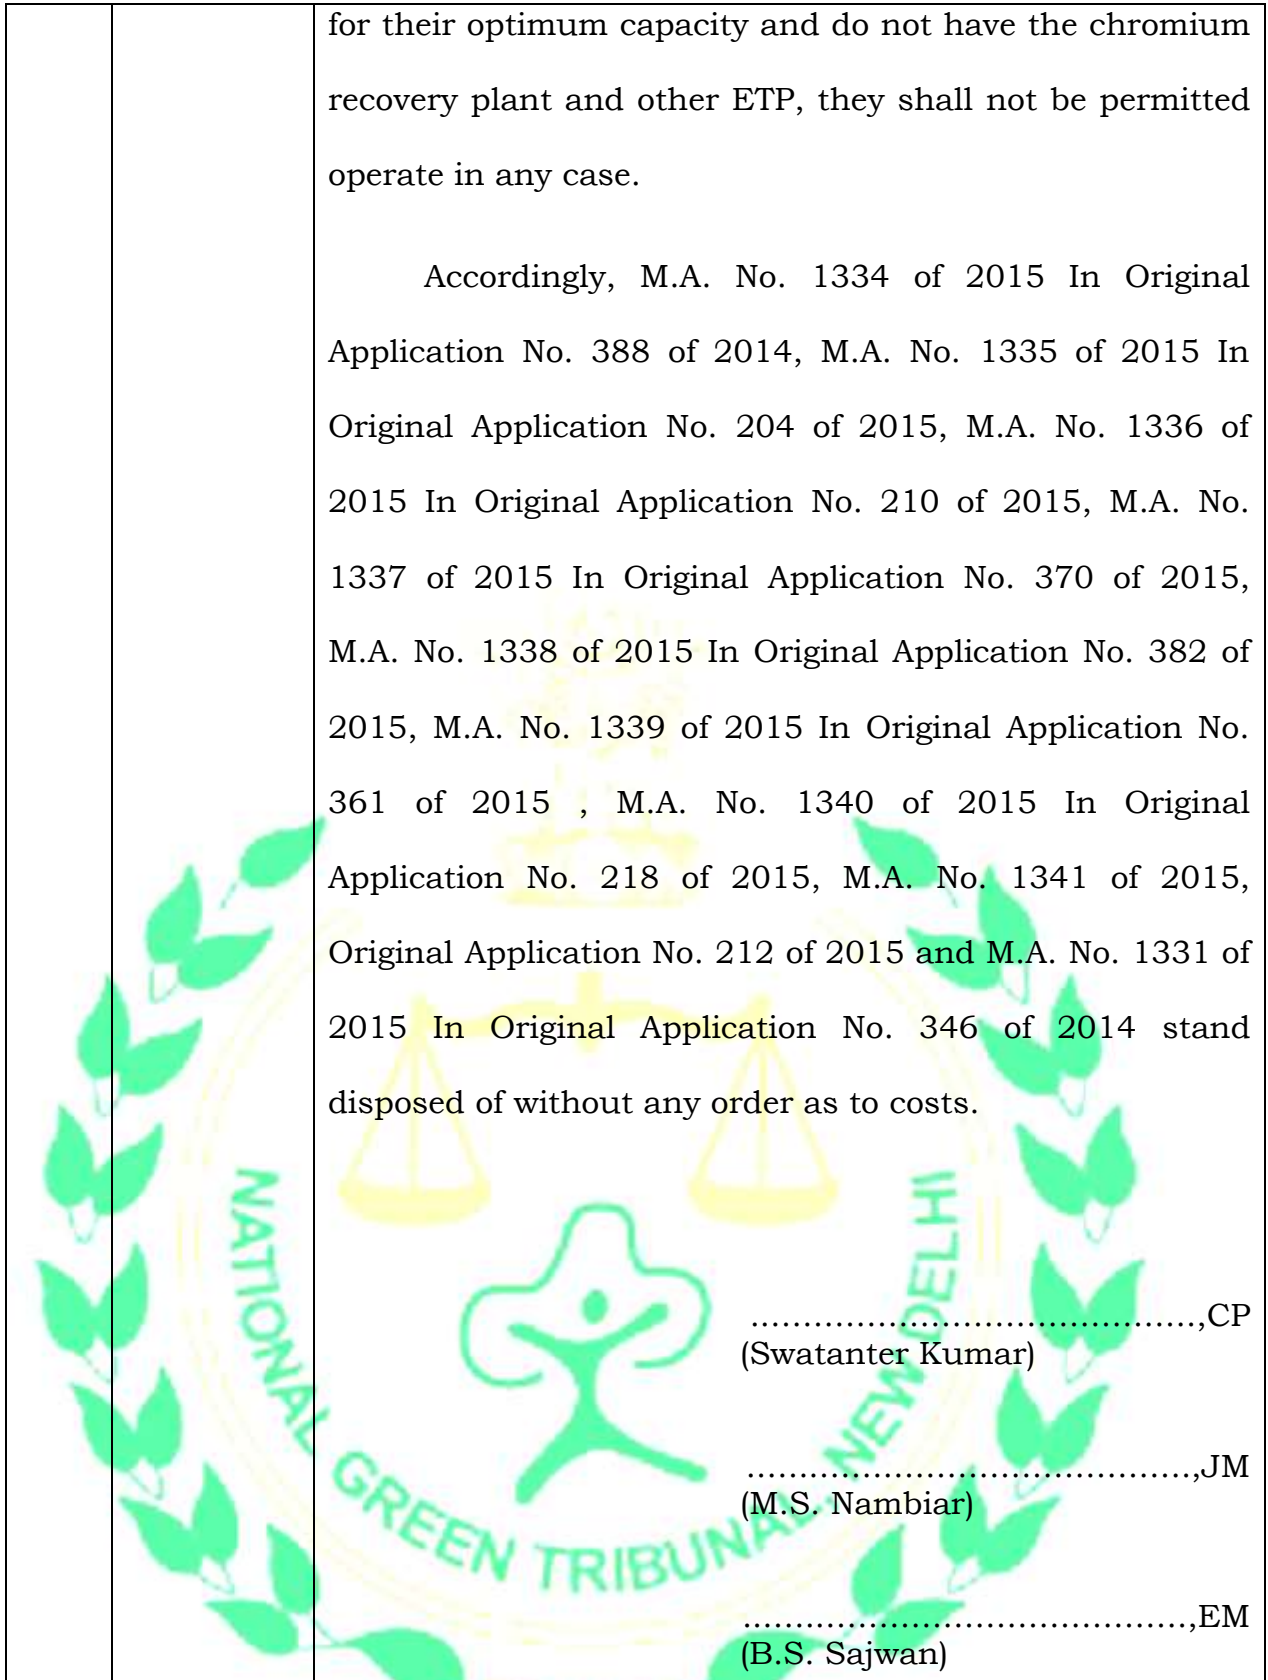 for their optimum capacity and do not have the chromium
recovery plant and other ETP, they shall not be permitted
operate in any case.
Accordingly, M.A. No. 1334 of 2015 In Original
Application No. 388 of 2014, M.A. No. 1335 of 2015 In
Original Application No. 204 of 2015, M.A. No. 1336 of
2015 In Original Application No. 210 of 2015, M.A. No.
1337 of 2015 In Original Application No. 370 of 2015,
M.A. No. 1338 of 2015 In Original Application No. 382 of
2015, M.A. No. 1339 of 2015 In Original Application No.
361 of 2015 , M.A. No. 1340 of 2015 In Original
Application No. 218 of 2015, M.A. No. 1341 of 2015,
Original Application No. 212 of 2015 and M.A. No. 1331 of
2015 In Original Application No. 346 of 2014 stand
disposed of without any order as to costs.
..........................................,CP
(Swatanter Kumar)
..........................................,JM
(M.S. Nambiar)
..........................................,EM
(B.S. Sajwan)
NATIONAL GREEN TRIBUNAL, NEW DELHI